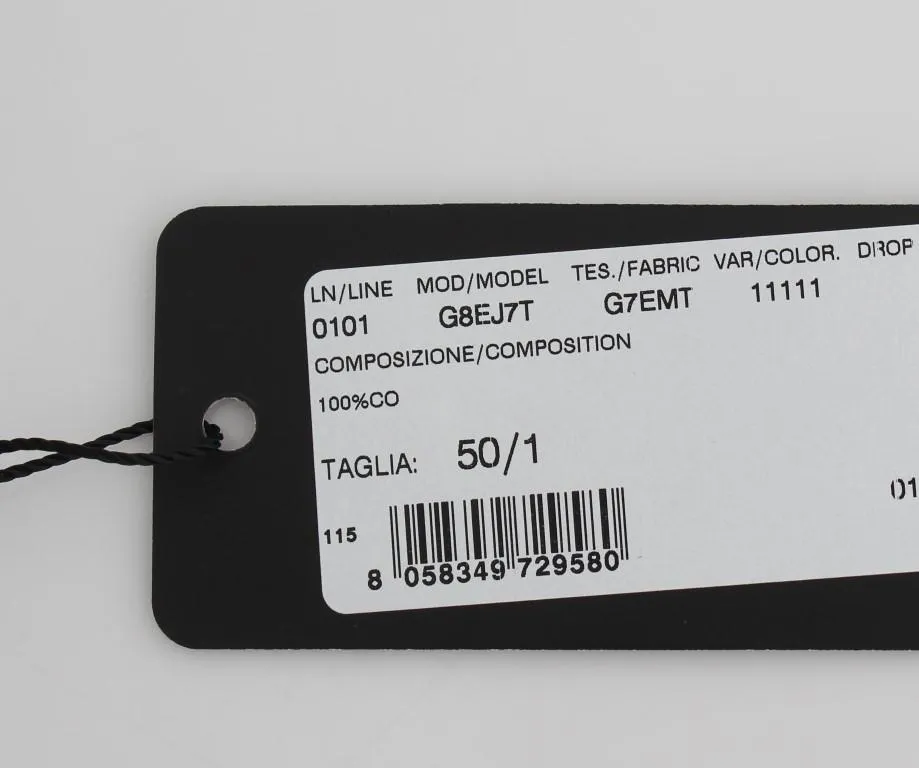 LN/LINE MOD/MODEL TES./FABRIC VAR/COLOR. DROP
0101 G8EJ7T G7EMT 11111
COMPOSIZIONE/COMPOSITION
100%CO
TAGLIA: 50/1
01
115
8 058349 729580